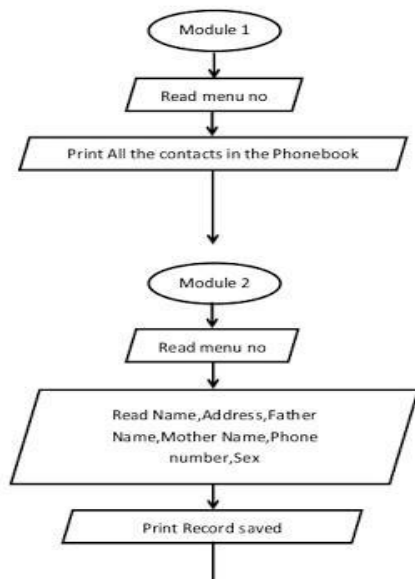 Module 1
Read menu no
Print All the contacts in the Phonebook
Module 2
Read menu no
Read Name,Address,Father
Name,Mother Name,Phone
number,Sex
Print Record saved